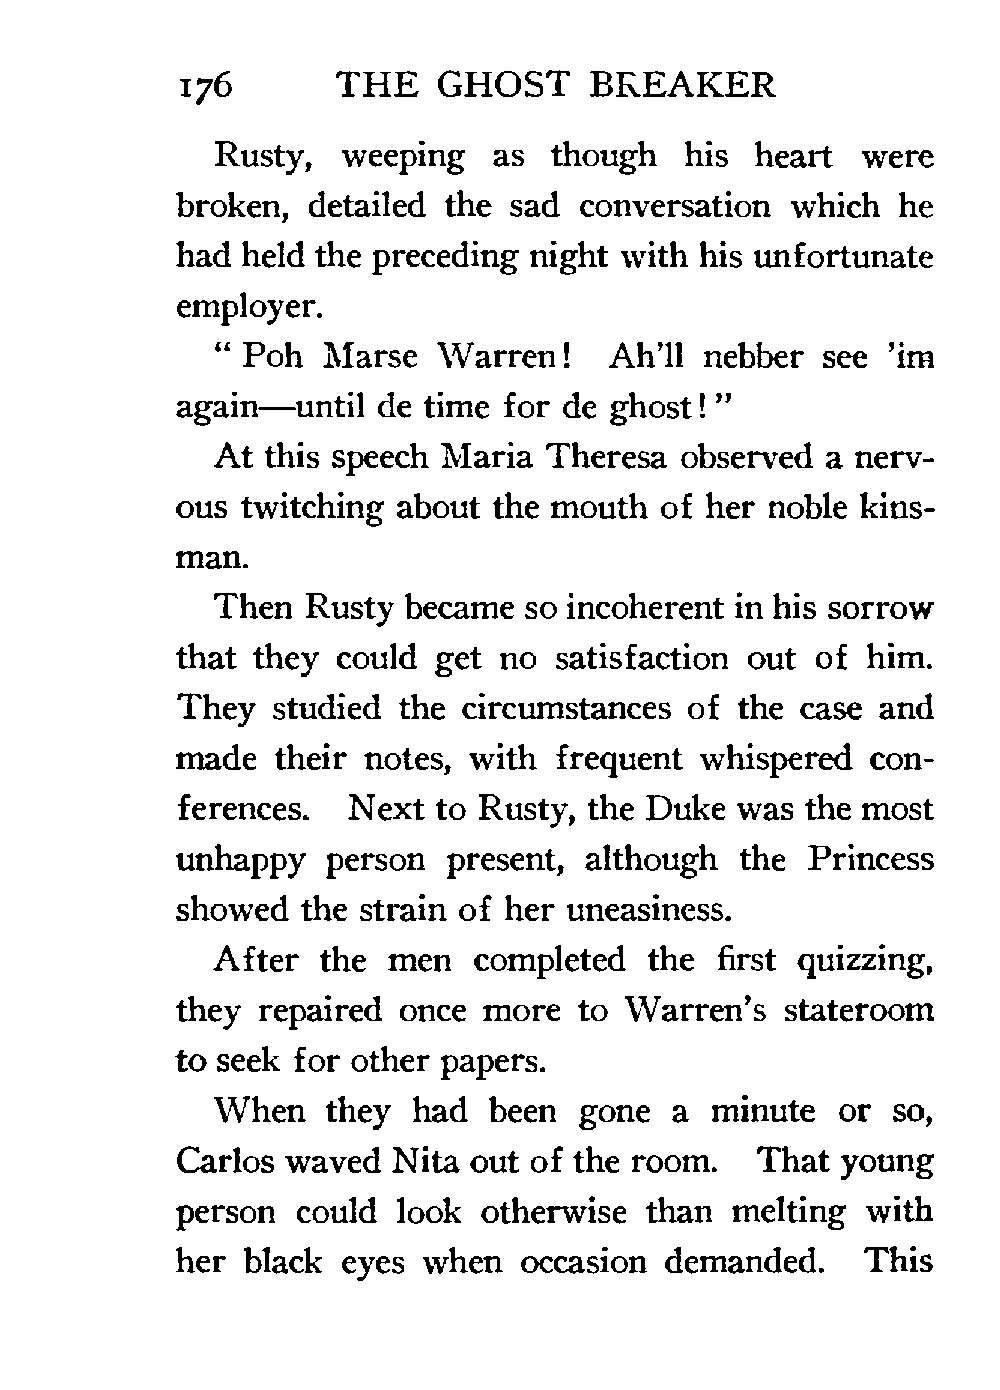 176 THE GHOST BREAKER
Rusty, weeping as though his heart were
broken, detailed the sad conversation which he
had held the preceding night with his unfortunate
employer.
“ Poh Marse Warren! Ah’ll nebber see ’im
again—until de time for de ghost! ”
At this speech Maria Theresa observed a nerv-
ous twitching about the mouth of her noble kins-
man.
Then Rusty became so incoherent in his sorrow
that they could get no satisfaction out of him.
They studied the circumstances of the case and
made their notes, with frequent whispered con-
ferences. Next to Rusty, the Duke was the most
unhappy person present, although the Princess
showed the strain of her uneasiness.
After the men completed the first quizzing,
they repaired once more to Warren’s stateroom
to seek for other papers.
When they had been gone a minute or so,
Carlos waved Nita out of the room. That young
person could look otherwise than melting with
her black eyes when occasion demanded. This